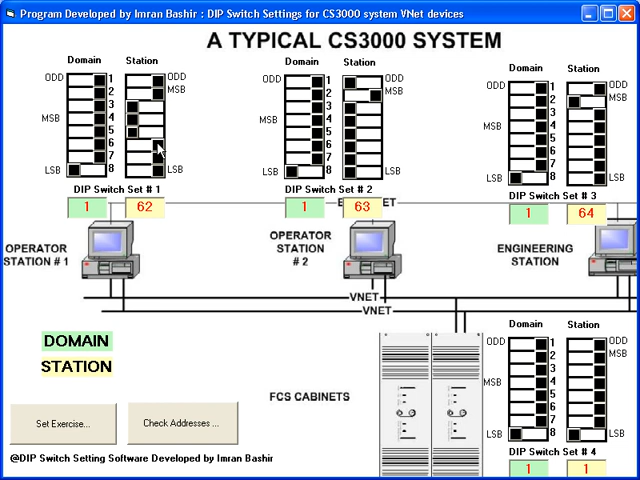 Program Developed by Imran Bashir : DIP Switch Settings for CS3000 system VNet devices
A TYPICAL CS3000 SYSTEM
Domain Station
ODD 1 ODD
2 MSB
3
MSB 4
5
6
7
LSB 8 LSB
DIP Switch Set # 1
1 62
Domain Station
ODD 1 ODD
2 MSB
3
MSB 4
5
6
7
LSB 8 LSB
DIP Switch Set # 2
1 63
Domain Station
ODD 1 ODD
2 MSB
3
MSB 4
5
6
7
LSB 8 LSB
DIP Switch Set # 3
1 64
OPERATOR
STATION # 1
OPERATOR
STATION
# 2
ENGINEERING
STATION
VNET
VNET
DOMAIN
STATION
FCS CABINETS
Domain Station
ODD 1 ODD
2 MSB
3
MSB 4
5
6
7
LSB 8 LSB
DIP Switch Set # 4
1 1
Set Exercise...
Check Addresses ...
@DIP Switch Setting Software Developed by Imran Bashir